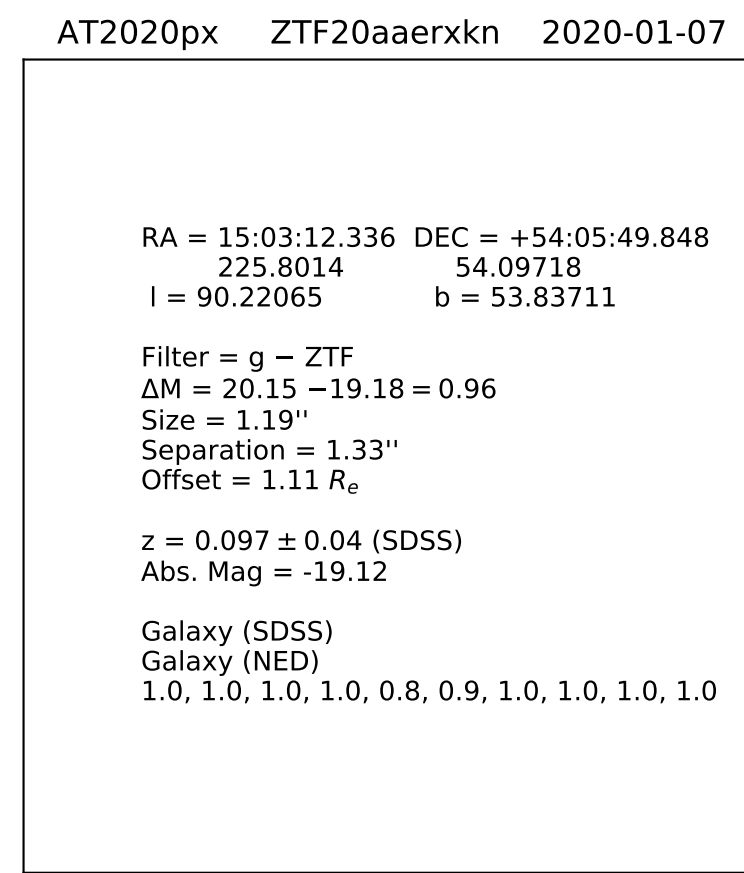 AT2020px ZTF20aaerxkn 2020-01-07
RA = 15:03:12.336 DEC = +54:05:49.848
225.8014 54.09718
l = 90.22065 b = 53.83711
Filter = g − ZTF
ΔM = 20.15 −19.18 = 0.96
Size = 1.19''
Separation = 1.33''
Offset = 1.11 Re
z = 0.097 ± 0.04 (SDSS)
Abs. Mag = -19.12
Galaxy (SDSS)
Galaxy (NED)
1.0, 1.0, 1.0, 1.0, 0.8, 0.9, 1.0, 1.0, 1.0, 1.0